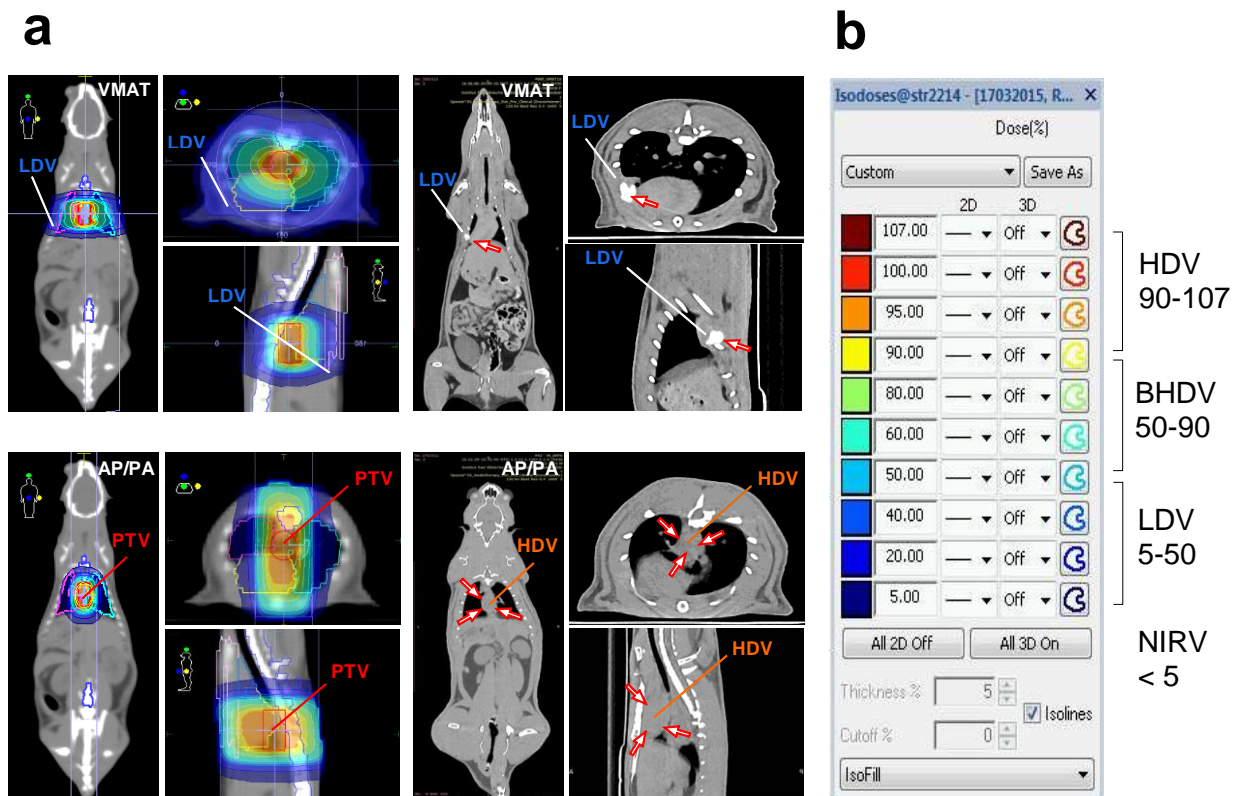 a
b
VMAT
LDV
LDV
LDV
VMAT
LDV
LDV
LDV
AP/PA
PTV
PTV
PTV
AP/PA
HDV
HDV
HDV
Isodoses@str2214 - [17032015, R... X
Dose(%)
Custom
Save As
2D 3D
107.00 Off
100.00 Off
95.00 Off
90.00 Off
80.00 Off
60.00 Off
50.00 Off
40.00 Off
20.00 Off
5.00 Off
All 2D Off All 3D On
Thickness % 5
Isolines
Cutoff % 0
IsoFill
HDV
90-107
BHDV
50-90
LDV
5-50
NIRV
< 5